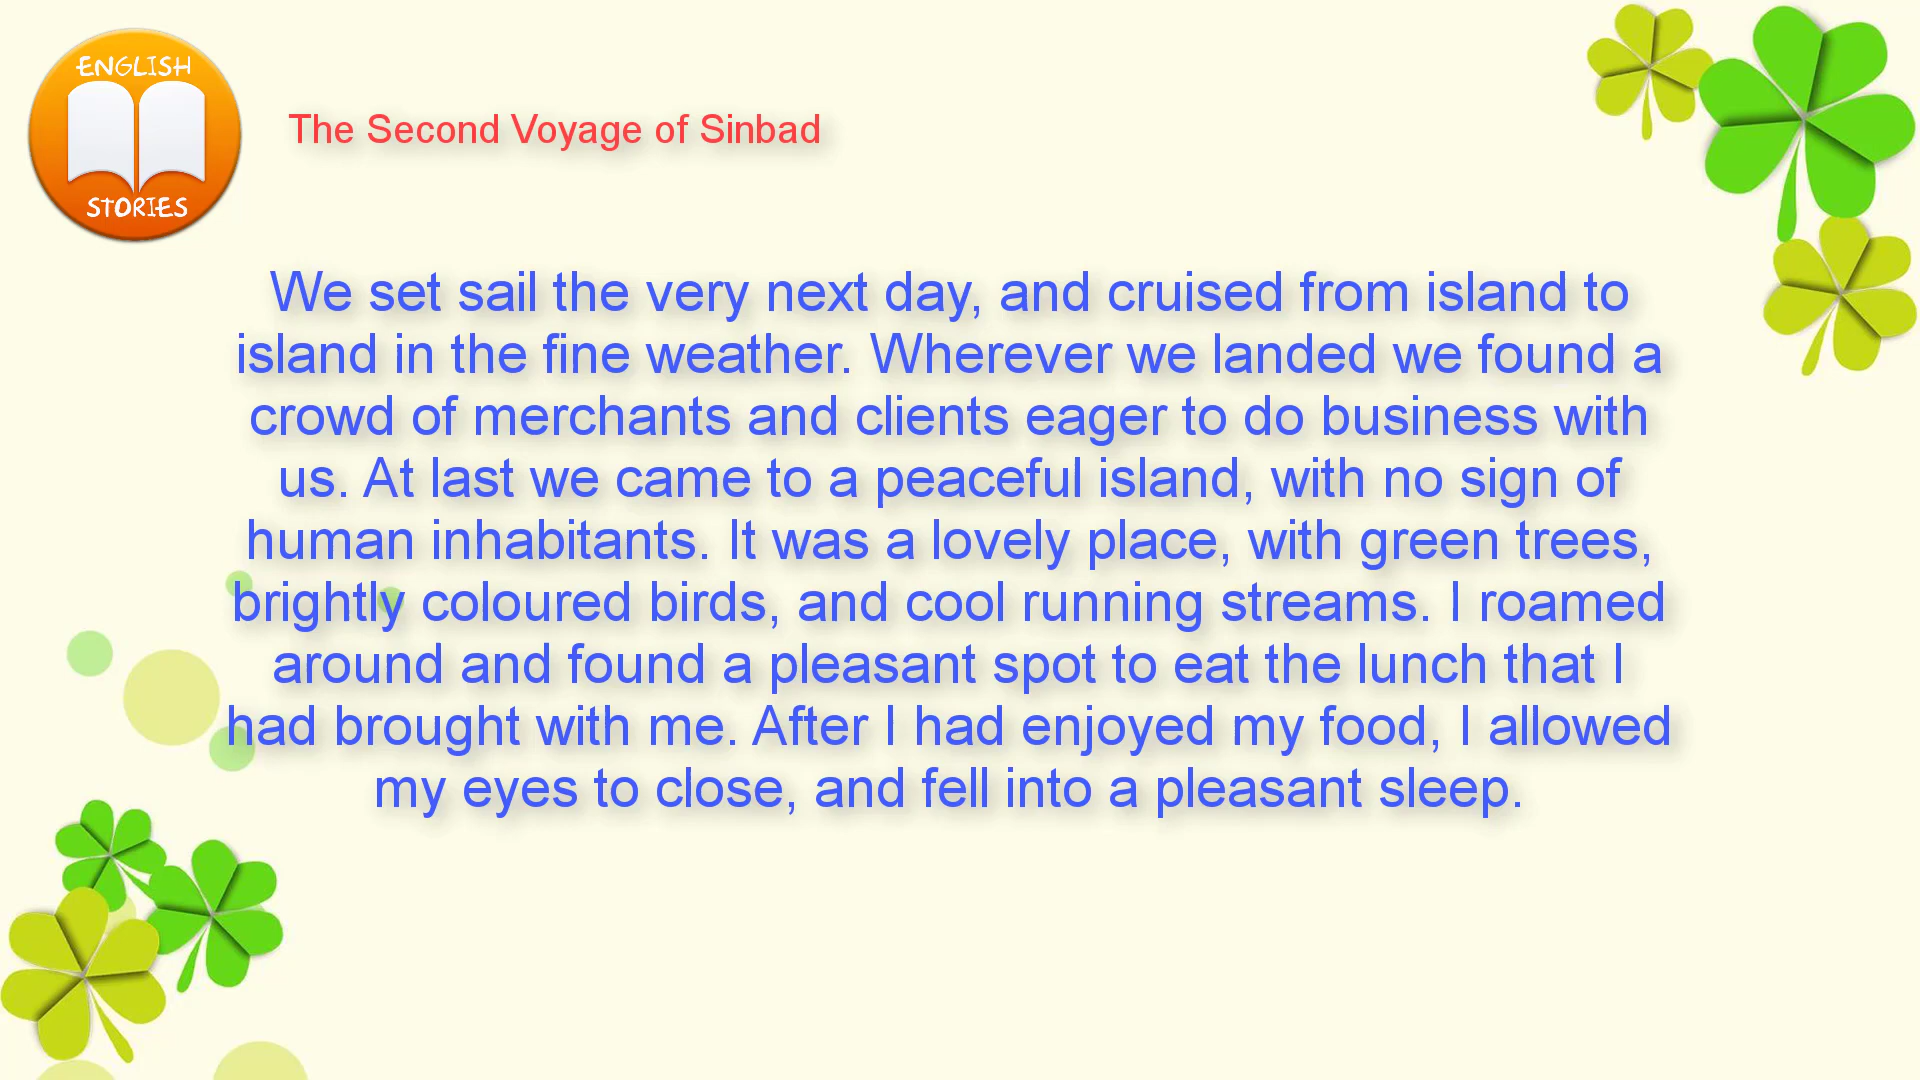 ENGLISH
STORIES
The Second Voyage of Sinbad
We set sail the very next day, and cruised from island to
island in the fine weather. Wherever we landed we found a
crowd of merchants and clients eager to do business with
us. At last we came to a peaceful island, with no sign of
human inhabitants. It was a lovely place, with green trees,
brightly coloured birds, and cool running streams. I roamed
around and found a pleasant spot to eat the lunch that I
had brought with me. After I had enjoyed my food, I allowed
my eyes to close, and fell into a pleasant sleep.